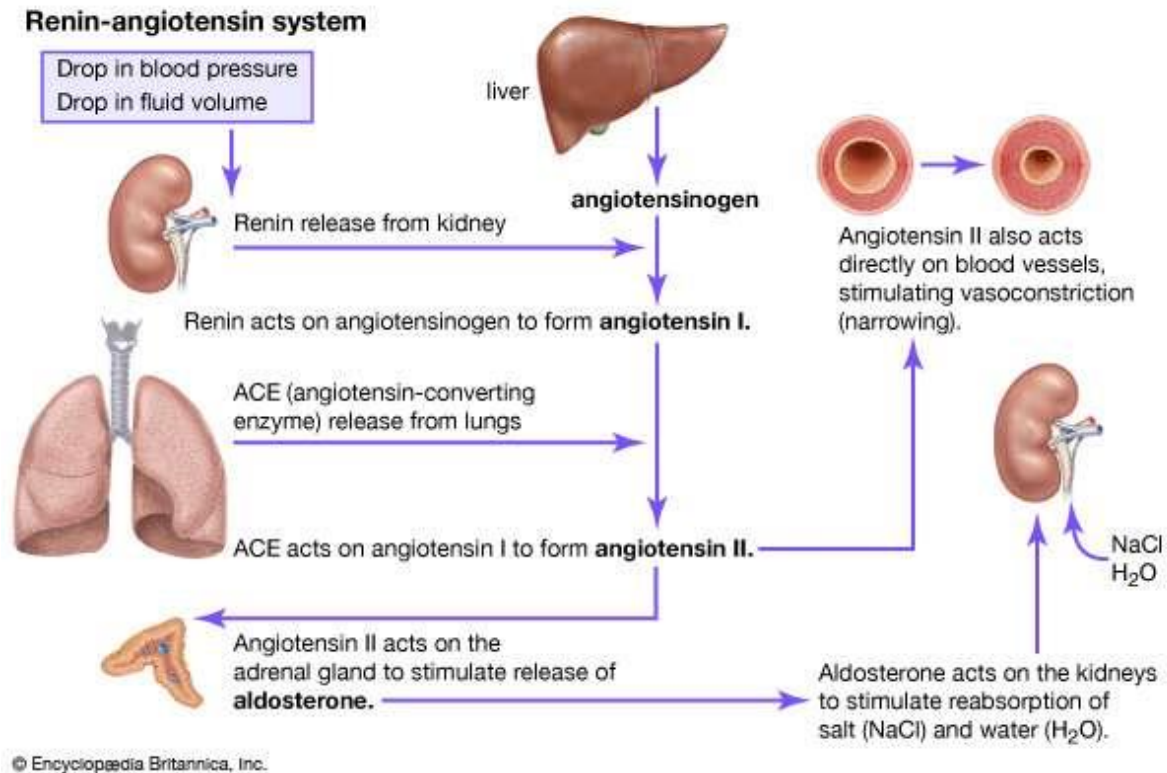 Renin-angiotensin system
Drop in blood pressure
Drop in fluid volume
liver
angiotensinogen
Renin release from kidney
Renin acts on angiotensinogen to form angiotensin I.
ACE (angiotensin-converting
enzyme) release from lungs
ACE acts on angiotensin I to form angiotensin II.
Angiotensin II also acts
directly on blood vessels,
stimulating vasoconstriction
(narrowing).
NaCl
H₂O
Angiotensin II acts on the
adrenal gland to stimulate release of
aldosterone.
Aldosterone acts on the kidneys
to stimulate reabsorption of
salt (NaCl) and water (H₂O).
© Encyclopædia Britannica, Inc.